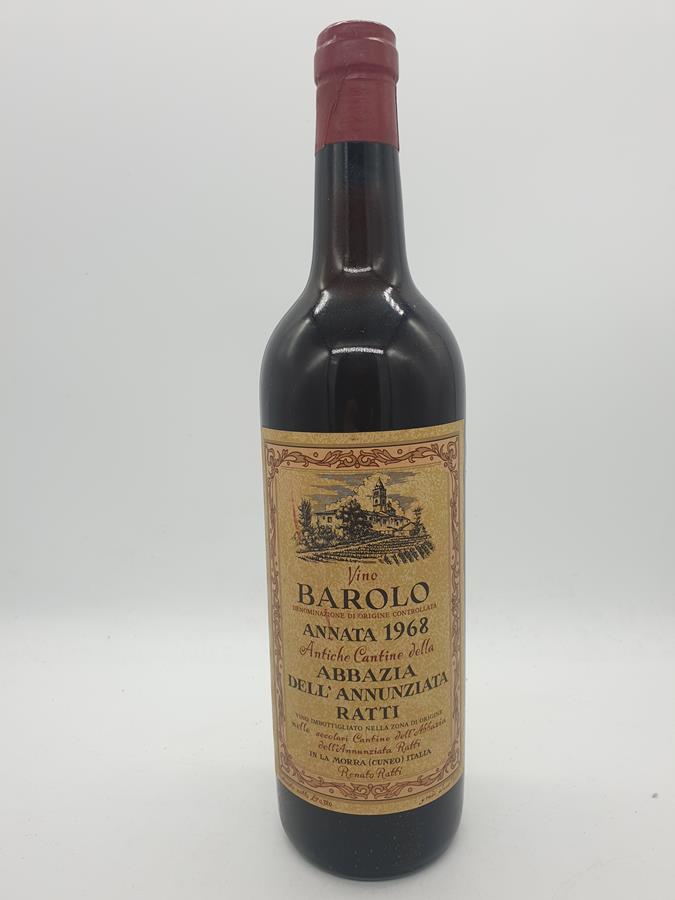 Vino
BAROLO
DENOMINAZIONE DI ORIGINE CONTROLLATA
ANNATA 1968
Antiche Cantine della
ABBAZIA
DELL'ANNUNZIATA
RATTI
VINO IMBOTTIGLIATO NELLA ZONA DI ORIGINE
nelle secolari Cantine dell'Abbazia
dell'Annunziata Ratti
IN LA MORRA (CUNEO) ITALIA
Renato Ratti